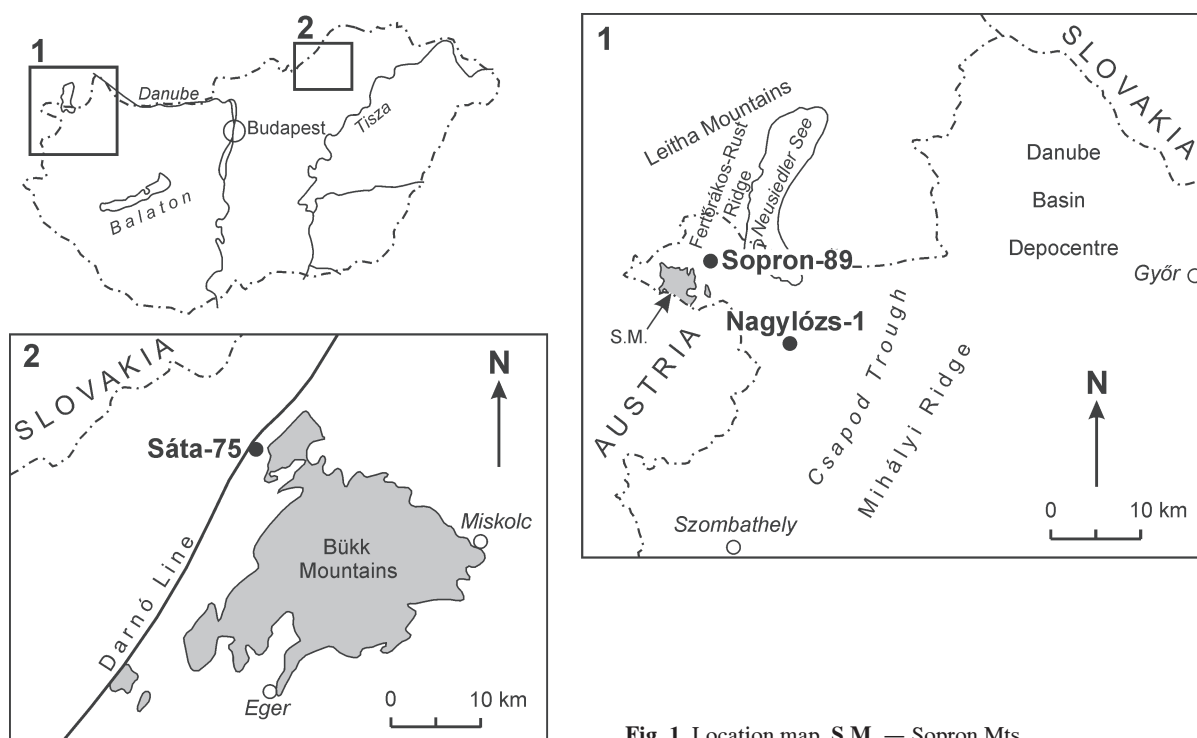 1
2
Danube
Budapest
Tisza
Balaton
1
SLOVAKIA
Leitha Mountains
Fertőrákos-Rust
Ridge
Neusiedler See
Danube
Basin
Depocentre
Győr
Sopron-89
S.M.
Nagylózs-1
AUSTRIA
Csapod Trough
Mihályi Ridge
N
0 10 km
Szombathely
2
SLOVAKIA
N
Sáta-75
Miskolc
Bükk
Mountains
Darnó Line
Eger
0 10 km
Fig. 1. Location map. S.M. — Sopron Mts